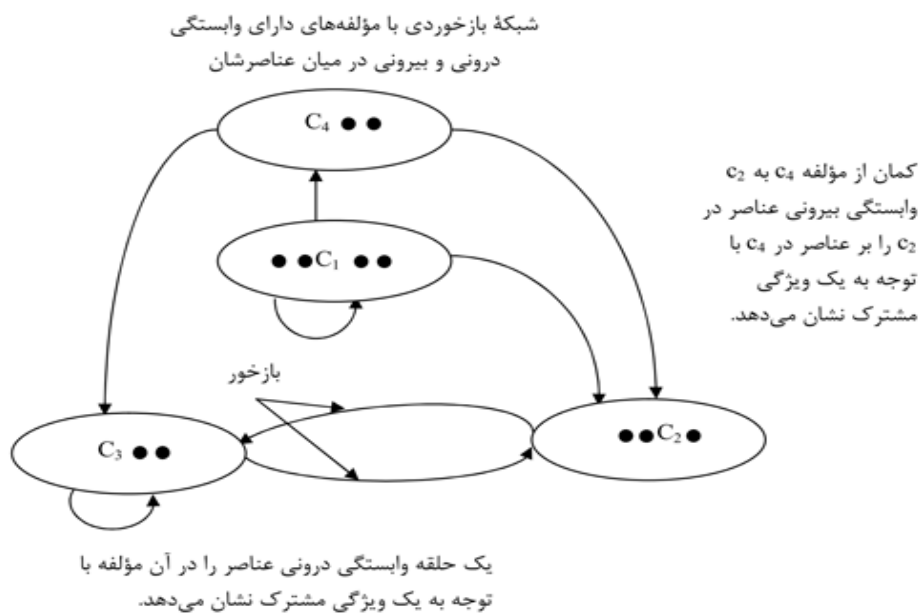 شبکهٔ بازخوردی با مؤلفه‌های دارای وابستگی
درونی و بیرونی در میان عناصرشان
C4
کمان از مؤلفه c4 به c2
وابستگی بیرونی عناصر در
c2 را بر عناصر در c4 با
توجه به یک ویژگی
مشترک نشان می‌دهد.
C1
بازخور
C3
C2
یک حلقه وابستگی درونی عناصر را در آن مؤلفه با
توجه به یک ویژگی مشترک نشان می‌دهد.